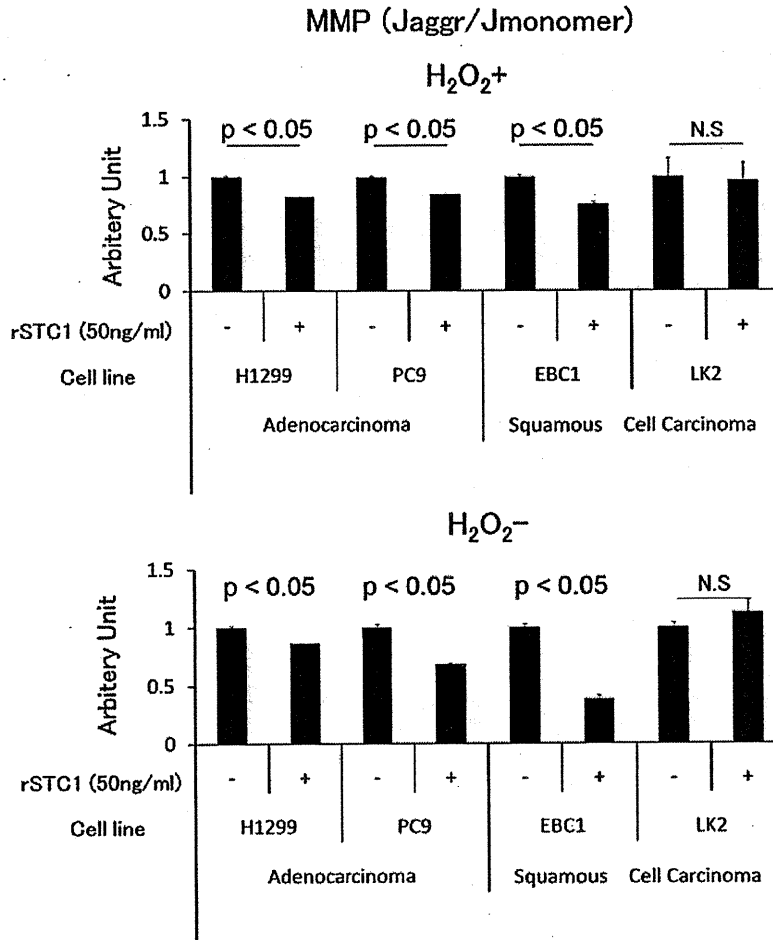 MMP (Jaggr/Jmonomer)
H₂O₂+
p < 0.05 p < 0.05 p < 0.05 N.S
1.5
1
0.5
0
Arbitery Unit
rSTC1 (50ng/ml) - + - + - + - +
Cell line H1299 PC9 EBC1 LK2
Adenocarcinoma Squamous Cell Carcinoma
H₂O₂−
p < 0.05 p < 0.05 p < 0.05 N.S
1.5
1
0.5
0
Arbitery Unit
rSTC1 (50ng/ml) - + - + - + - +
Cell line H1299 PC9 EBC1 LK2
Adenocarcinoma Squamous Cell Carcinoma